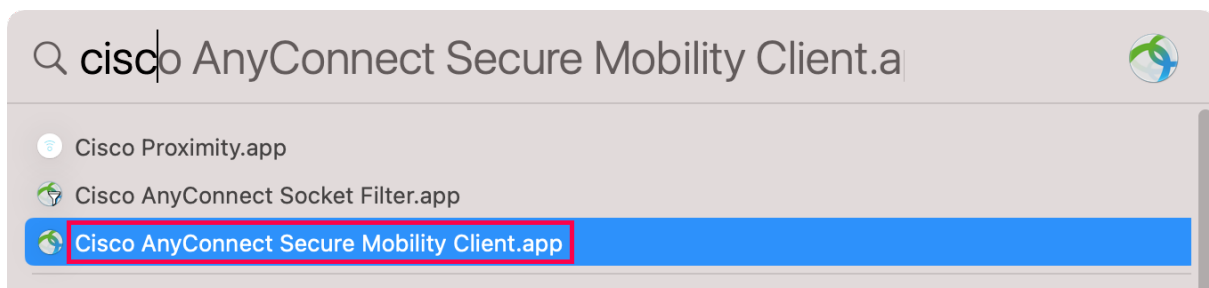 cisco AnyConnect Secure Mobility Client.a
Cisco Proximity.app
Cisco AnyConnect Socket Filter.app
Cisco AnyConnect Secure Mobility Client.app